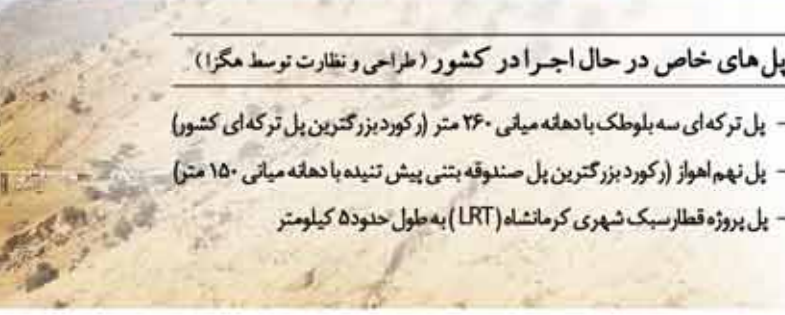 پل های خاص در حال اجرا در کشور (طراحی و نظارت توسط هگزا)
- پل ترکه ای سه بلوطک با دهانه میانی ۲۶۰ متر (رکورد بزرگترین پل ترکه ای کشور)
- پل نهم اهواز (رکورد بزرگترین پل صندوقه بتنی پیش تنیده با دهانه میانی ۱۵۰ متر)
- پل پروژه قطار سبک شهری کرمانشاه (LRT) به طول حدود ۵ کیلومتر